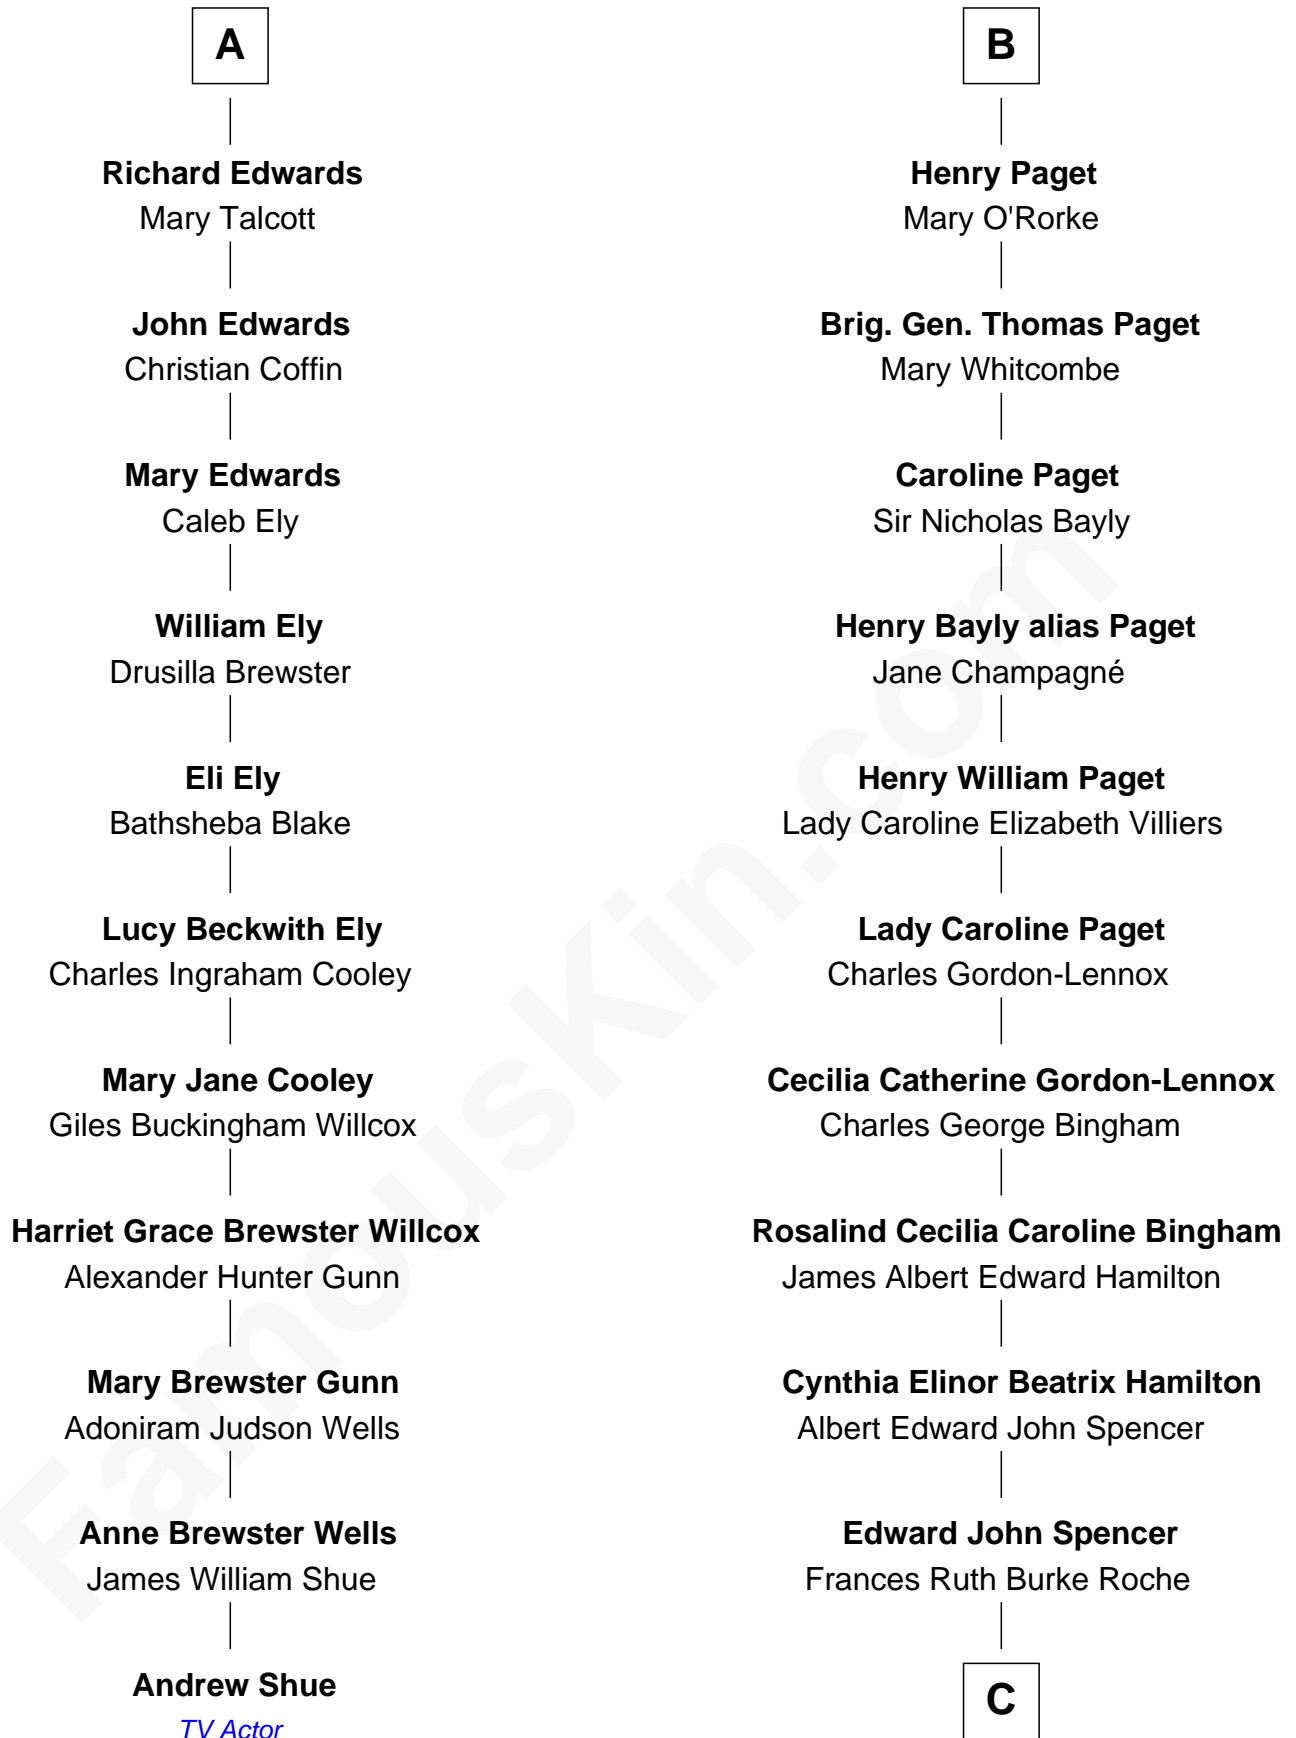 A
Richard Edwards
Mary Talcott
John Edwards
Christian Coffin
Mary Edwards
Caleb Ely
William Ely
Drusilla Brewster
Eli Ely
Bathsheba Blake
Lucy Beckwith Ely
Charles Ingraham Cooley
Mary Jane Cooley
Giles Buckingham Willcox
Harriet Grace Brewster Willcox
Alexander Hunter Gunn
Mary Brewster Gunn
Adoniram Judson Wells
Anne Brewster Wells
James William Shue
Andrew Shue
TV Actor
B
Henry Paget
Mary O'Rorke
Brig. Gen. Thomas Paget
Mary Whitcombe
Caroline Paget
Sir Nicholas Bayly
Henry Bayly alias Paget
Jane Champagné
Henry William Paget
Lady Caroline Elizabeth Villiers
Lady Caroline Paget
Charles Gordon-Lennox
Cecilia Catherine Gordon-Lennox
Charles George Bingham
Rosalind Cecilia Caroline Bingham
James Albert Edward Hamilton
Cynthia Elinor Beatrix Hamilton
Albert Edward John Spencer
Edward John Spencer
Frances Ruth Burke Roche
C
FamousKin.com